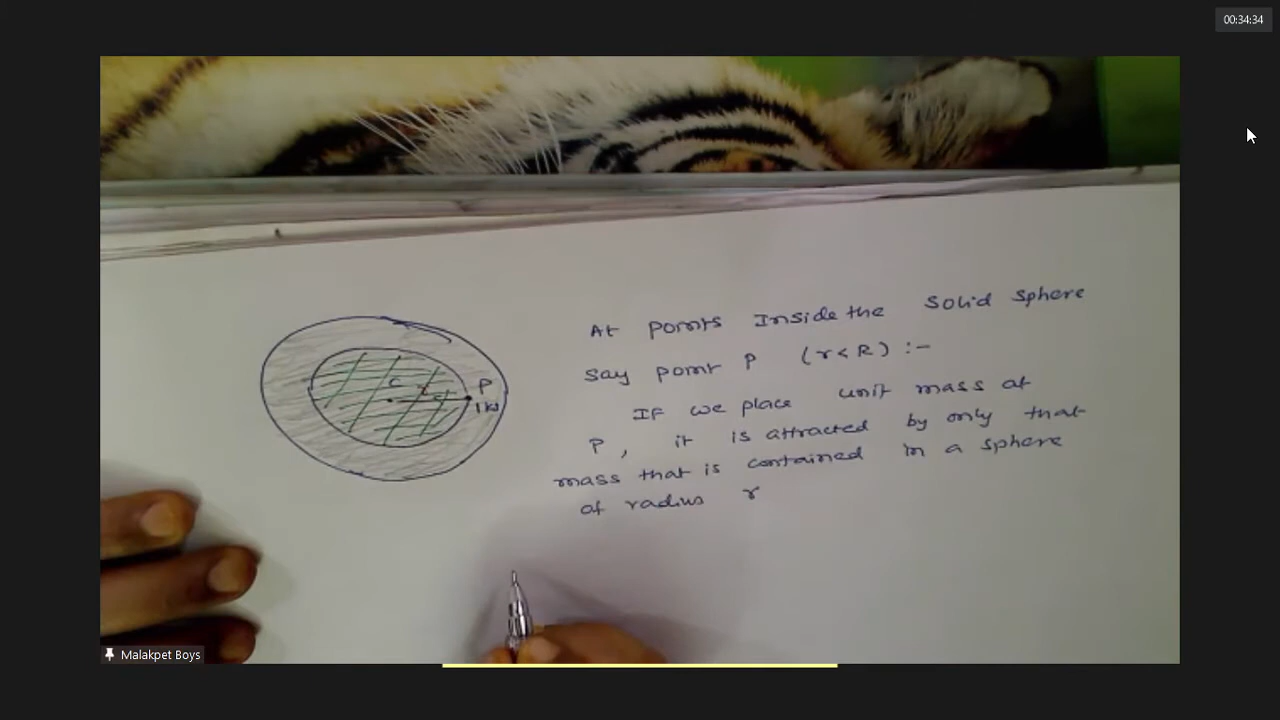 00:34:34
At points Inside the Solid Sphere
Say point P (r < R) :-
If we place unit mass at
P, it is attracted by only that
mass that is contained in a sphere
of radius r
C
r
P
Malakpet Boys